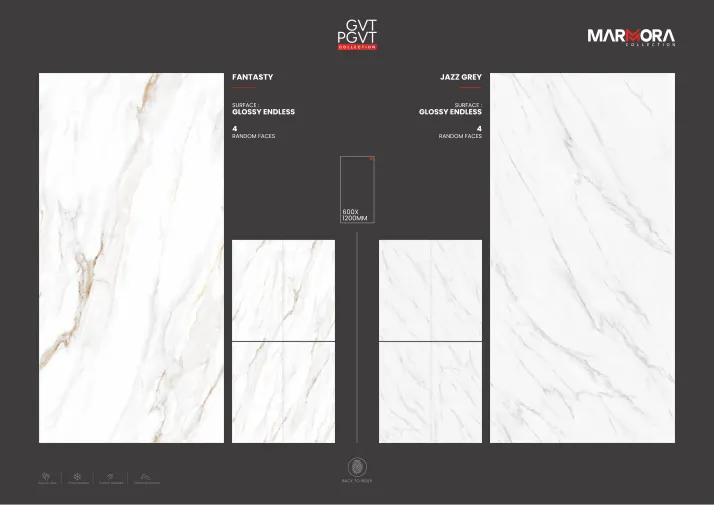 GVT
PGVT
COLLECTION
MARMORA
COLLECTION
FANTASTY
SURFACE :
GLOSSY ENDLESS
4
RANDOM FACES
JAZZ GREY
SURFACE :
GLOSSY ENDLESS
4
RANDOM FACES
600X
1200MM
BACK TO INDEX